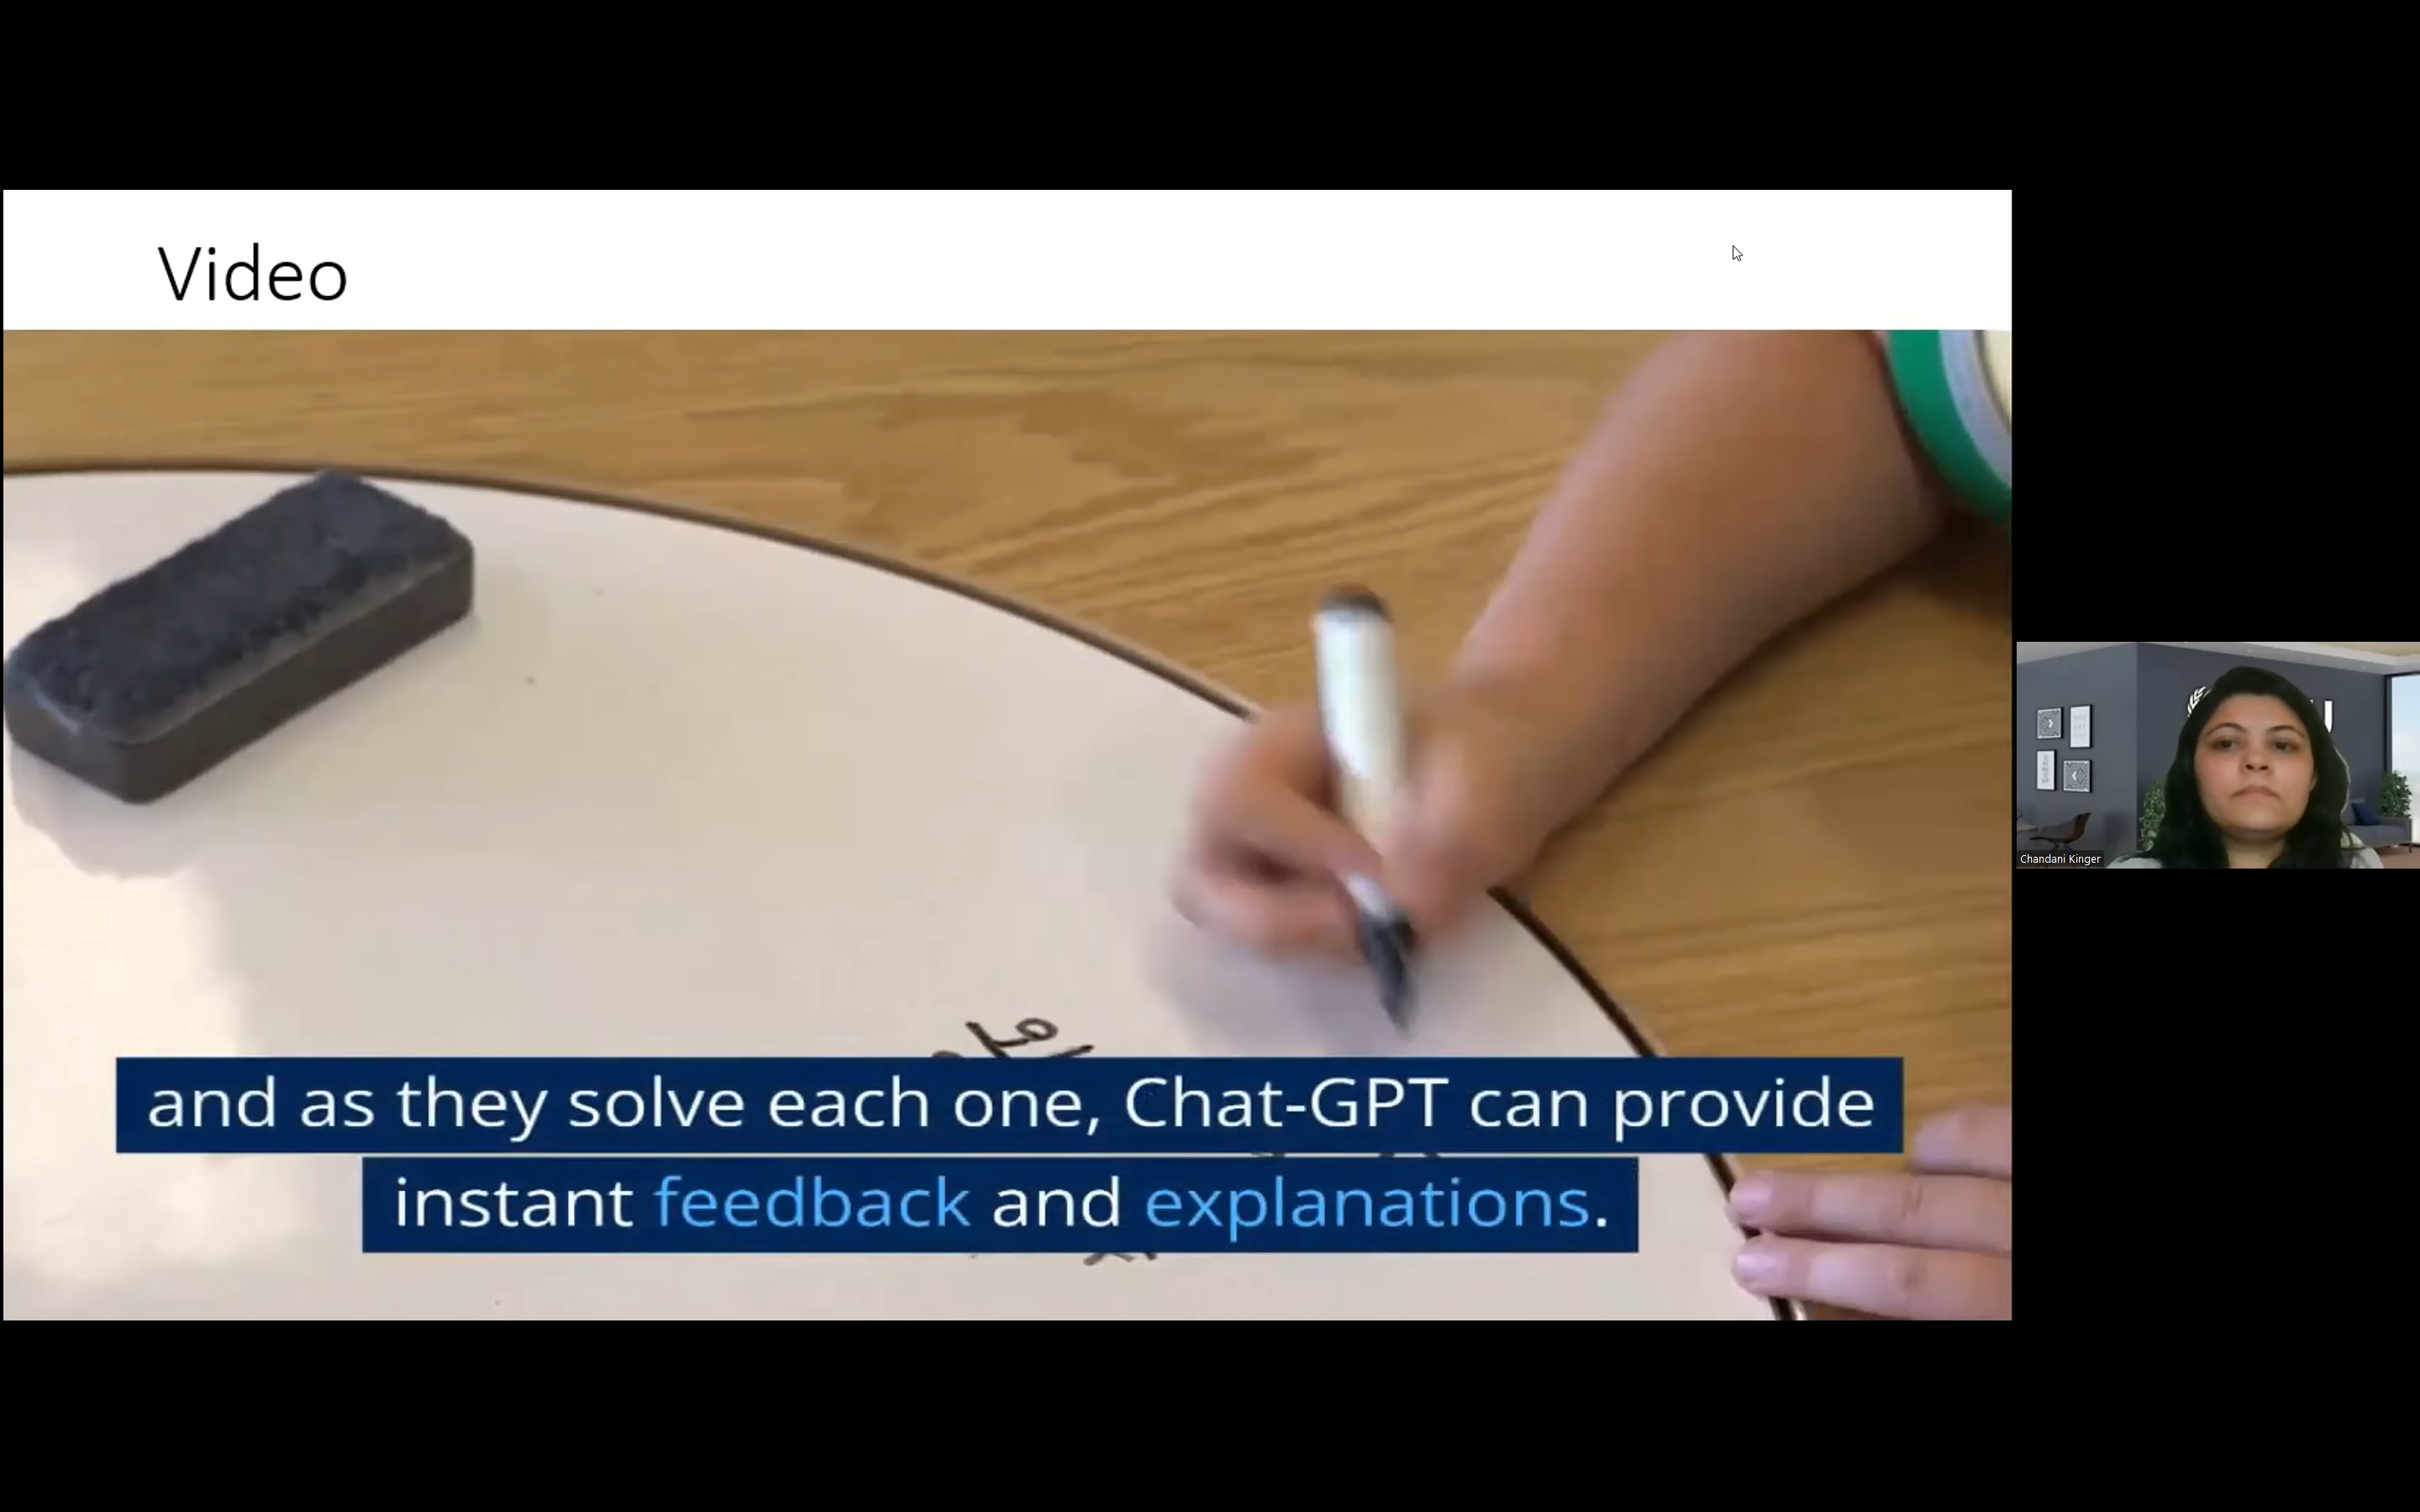 Video
and as they solve each one, Chat-GPT can provide
instant feedback and explanations.
Chandani Kinger